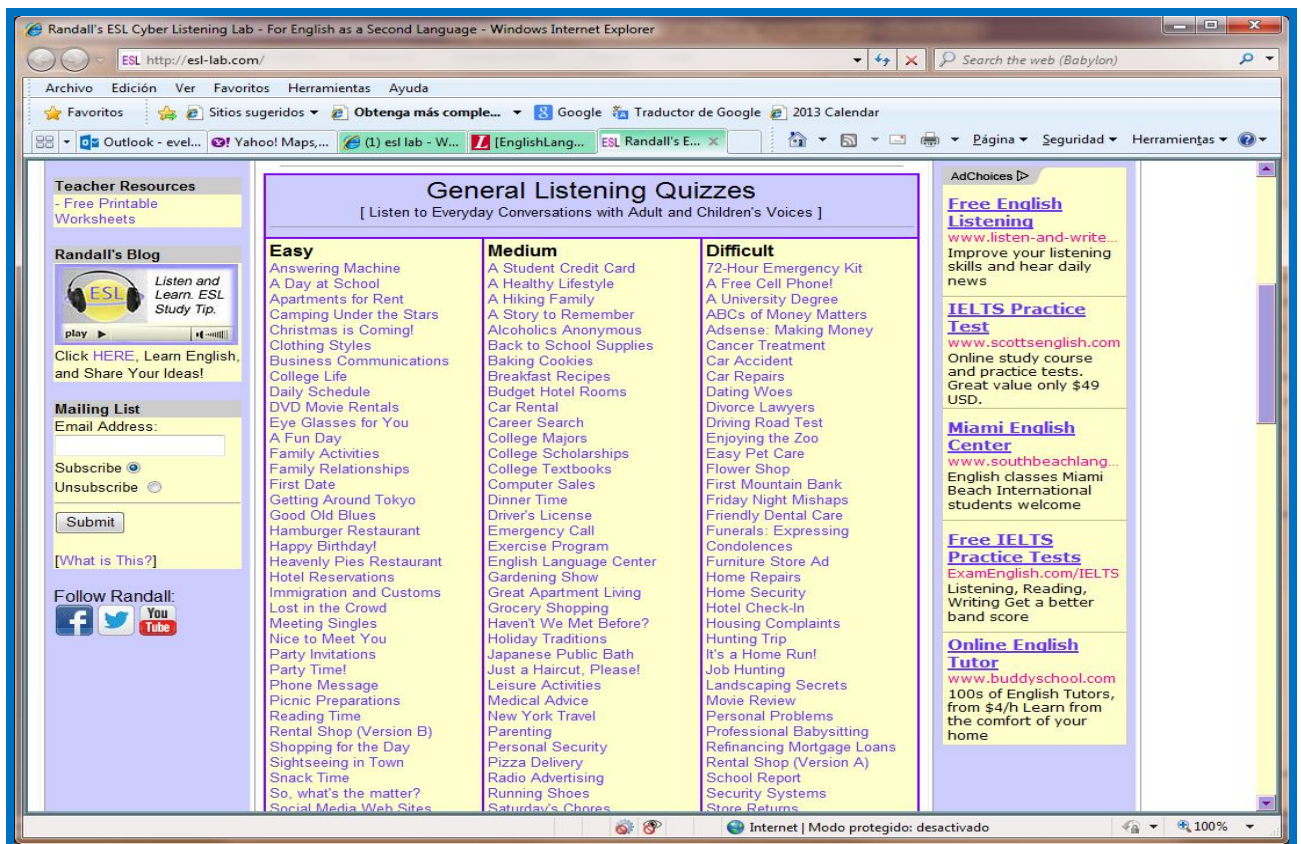 Randall's ESL Cyber Listening Lab - For English as a Second Language - Windows Internet Explorer
ESL http://esl-lab.com/
Search the web (Babylon)
Archivo Edición Ver Favoritos Herramientas Ayuda
Favoritos Sitios sugeridos Obtenga más comple... Google Traductor de Google 2013 Calendar
Outlook - evel... Yahoo! Maps,... (1) esl lab - W... [EnglishLang... ESL Randall's E... Página Seguridad Herramientas
Teacher Resources
- Free Printable
Worksheets
Randall's Blog
ESL
Listen and
Learn. ESL
Study Tip.
play
Click HERE, Learn English,
and Share Your Ideas!
Mailing List
Email Address:
Subscribe
Unsubscribe
Submit
[What is This?]
Follow Randall:
You
Tube
General Listening Quizzes
[ Listen to Everyday Conversations with Adult and Children's Voices ]
Easy
Answering Machine
A Day at School
Apartments for Rent
Camping Under the Stars
Christmas is Coming!
Clothing Styles
Business Communications
College Life
Daily Schedule
DVD Movie Rentals
Eye Glasses for You
A Fun Day
Family Activities
Family Relationships
First Date
Getting Around Tokyo
Good Old Blues
Hamburger Restaurant
Happy Birthday!
Heavenly Pies Restaurant
Hotel Reservations
Immigration and Customs
Lost in the Crowd
Meeting Singles
Nice to Meet You
Party Invitations
Party Time!
Phone Message
Picnic Preparations
Reading Time
Rental Shop (Version B)
Shopping for the Day
Sightseeing in Town
Snack Time
So, what's the matter?
Social Media Web Sites
Medium
A Student Credit Card
A Healthy Lifestyle
A Hiking Family
A Story to Remember
Alcoholics Anonymous
Back to School Supplies
Baking Cookies
Breakfast Recipes
Budget Hotel Rooms
Car Rental
Career Search
College Majors
College Scholarships
College Textbooks
Computer Sales
Dinner Time
Driver's License
Emergency Call
Exercise Program
English Language Center
Gardening Show
Great Apartment Living
Grocery Shopping
Haven't We Met Before?
Holiday Traditions
Japanese Public Bath
Just a Haircut, Please!
Leisure Activities
Medical Advice
New York Travel
Parenting
Personal Security
Pizza Delivery
Radio Advertising
Running Shoes
Saturday's Chores
Difficult
72-Hour Emergency Kit
A Free Cell Phone!
A University Degree
ABCs of Money Matters
Adsense: Making Money
Cancer Treatment
Car Accident
Car Repairs
Dating Woes
Divorce Lawyers
Driving Road Test
Enjoying the Zoo
Easy Pet Care
Flower Shop
First Mountain Bank
Friday Night Mishaps
Friendly Dental Care
Funerals: Expressing
Condolences
Furniture Store Ad
Home Repairs
Home Security
Hotel Check-In
Housing Complaints
Hunting Trip
It's a Home Run!
Job Hunting
Landscaping Secrets
Movie Review
Personal Problems
Professional Babysitting
Refinancing Mortgage Loans
Rental Shop (Version A)
School Report
Security Systems
Store Returns
AdChoices
Free English
Listening
www.listen-and-write...
Improve your listening
skills and hear daily
news
IELTS Practice
Test
www.scottsenglish.com
Online study course
and practice tests.
Great value only $49
USD.
Miami English
Center
www.southbeachlang...
English classes Miami
Beach International
students welcome
Free IELTS
Practice Tests
ExamEnglish.com/IELTS
Listening, Reading,
Writing Get a better
band score
Online English
Tutor
www.buddyschool.com
100s of English Tutors,
from $4/h Learn from
the comfort of your
home
Internet | Modo protegido: desactivado
100%